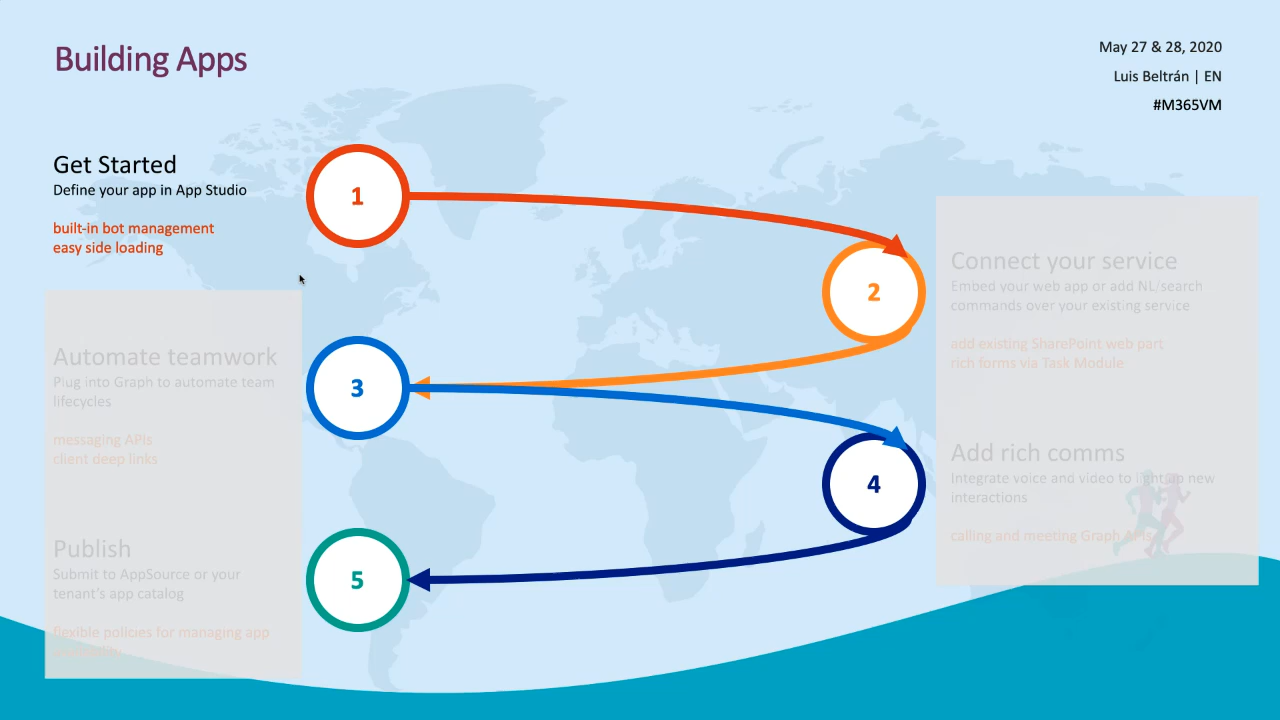 Building Apps
May 27 & 28, 2020
Luis Beltrán | EN
#M365VM
Get Started
Define your app in App Studio
built-in bot management
easy side loading
1
2
Connect your service
Embed your web app or add NL/search
commands over your existing service
add existing SharePoint web part
rich forms via Task Module
Automate teamwork
Plug into Graph to automate team
lifecycles
messaging APIs
client deep links
3
4
Add rich comms
Integrate voice and video to light up new
interactions
calling and meeting Graph APIs
Publish
Submit to AppSource or your
tenant's app catalog
flexible policies for managing app
5